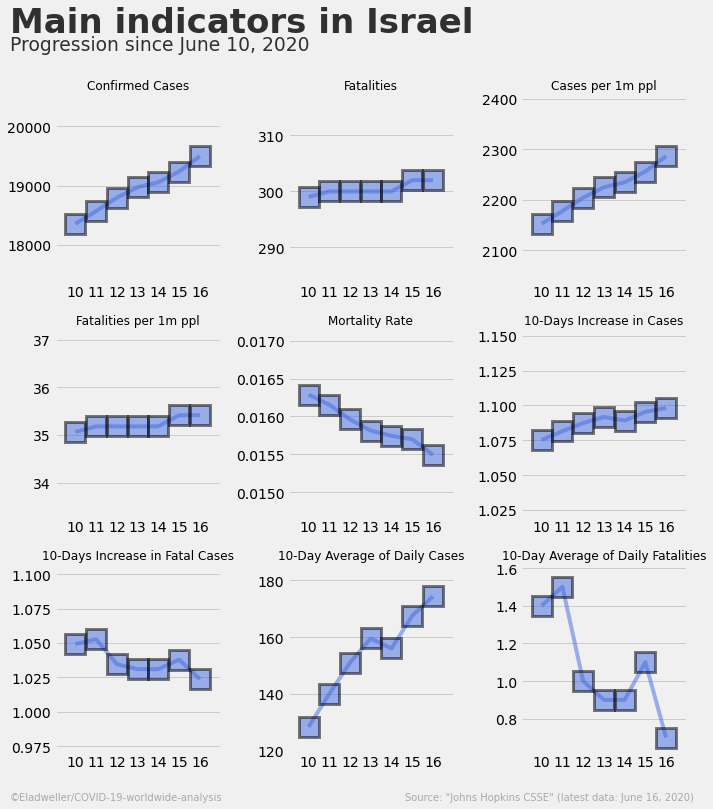 Main indicators in Israel
Progression since June 10, 2020
Confirmed Cases
20000
19000
18000
10 11 12 13 14 15 16
Fatalities
310
300
290
10 11 12 13 14 15 16
Cases per 1m ppl
2400
2300
2200
2100
10 11 12 13 14 15 16
Fatalities per 1m ppl
37
36
35
34
10 11 12 13 14 15 16
Mortality Rate
0.0170
0.0165
0.0160
0.0155
0.0150
10 11 12 13 14 15 16
10-Days Increase in Cases
1.150
1.125
1.100
1.075
1.050
1.025
10 11 12 13 14 15 16
10-Days Increase in Fatal Cases
1.100
1.075
1.050
1.025
1.000
0.975
10 11 12 13 14 15 16
10-Day Average of Daily Cases
180
160
140
120
10 11 12 13 14 15 16
10-Day Average of Daily Fatalities
1.6
1.4
1.2
1.0
0.8
10 11 12 13 14 15 16
©Eladweller/COVID-19-worldwide-analysis
Source: "Johns Hopkins CSSE" (latest data: June 16, 2020)